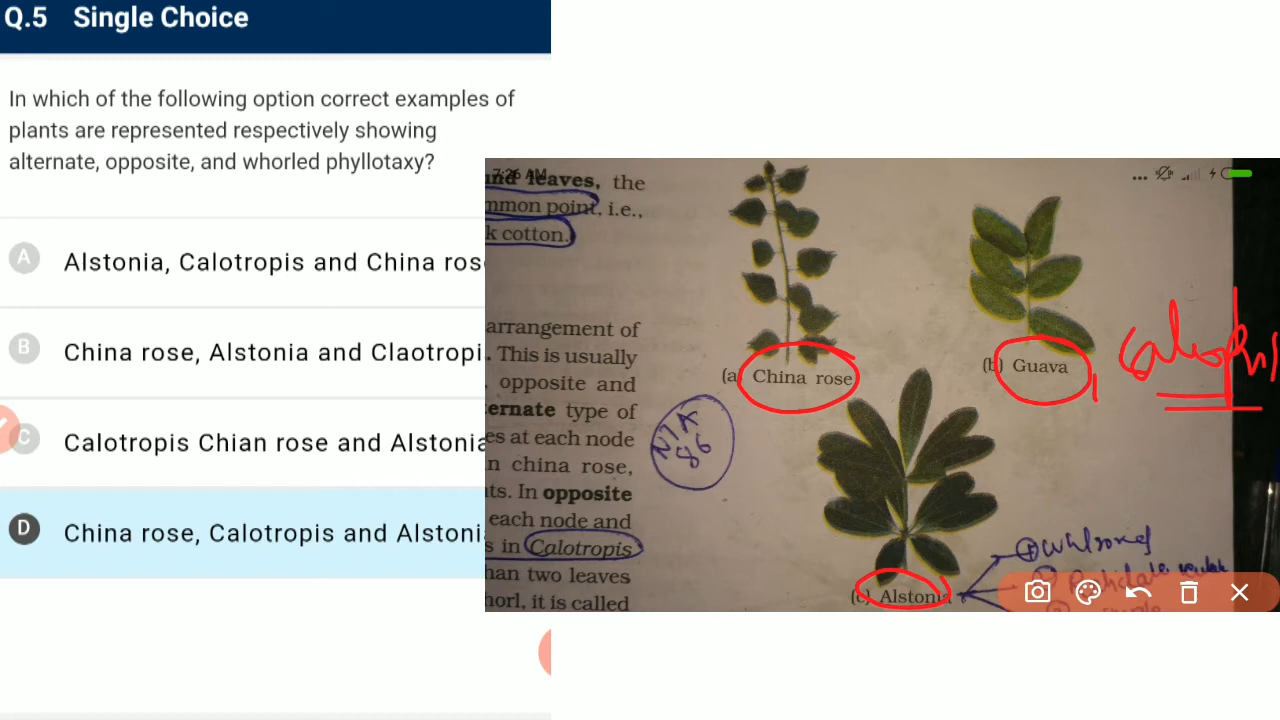 Q.5 Single Choice
In which of the following option correct examples of
plants are represented respectively showing
alternate, opposite, and whorled phyllotaxy?
A Alstonia, Calotropis and China ros
B China rose, Alstonia and Claotropi
C Calotropis Chian rose and Alstonia
D China rose, Calotropis and Alstoni
7:26 AM
und leaves, the
mmon point, i.e.,
k cotton.
arrangement of
. This is usually
, opposite and
ernate type of
es at each node
n china rose,
ts. In opposite
each node and
s in Calotropis
han two leaves
horl, it is called
(a) China rose
(b) Guava
(c) Alstonia
86